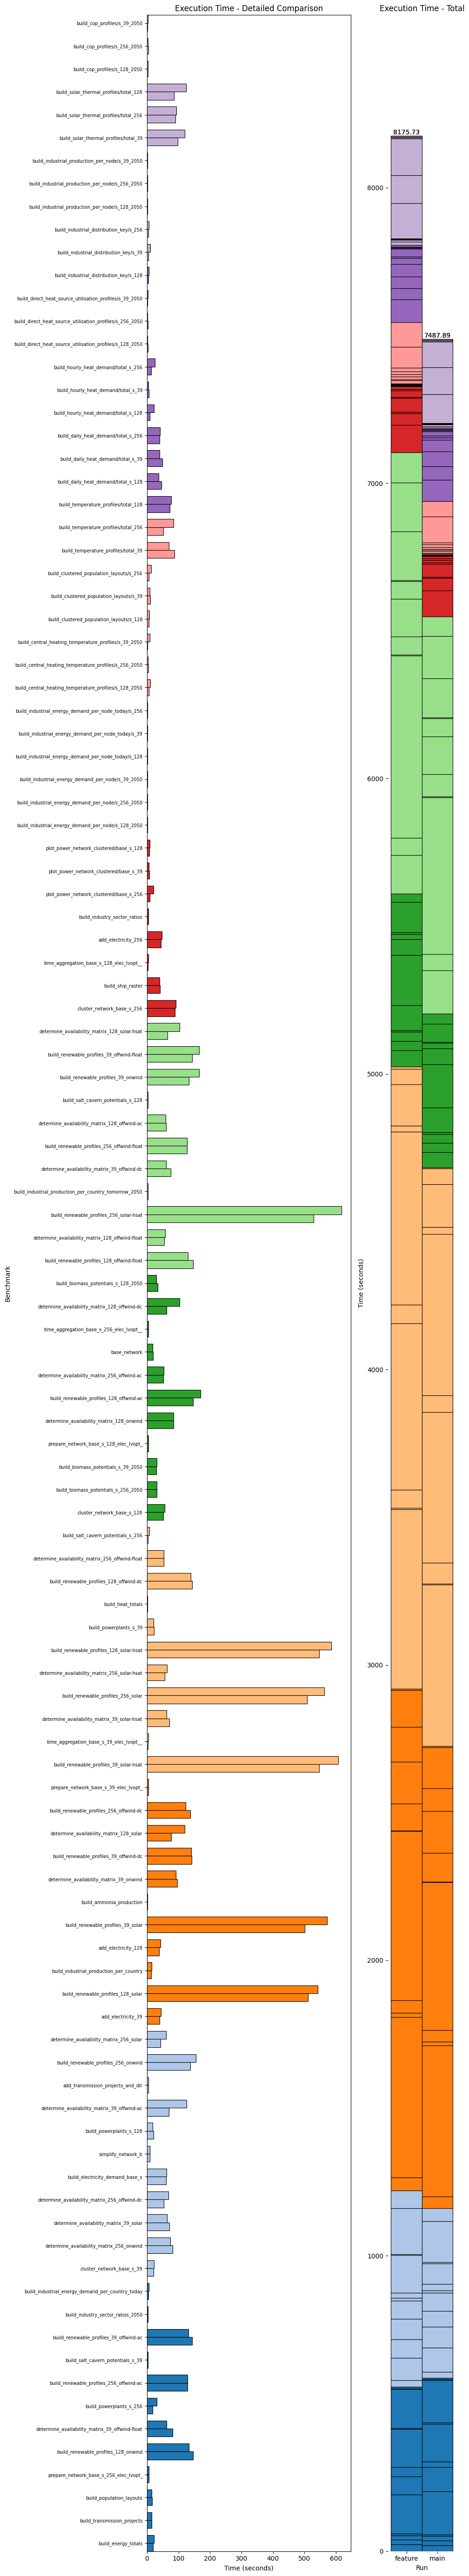 Execution Time - Detailed Comparison
build_cop_profiles/s_39_2050
build_cop_profiles/s_256_2050
build_cop_profiles/s_128_2050
build_solar_thermal_profiles/total_128
build_solar_thermal_profiles/total_256
build_solar_thermal_profiles/total_39
build_industrial_production_per_node/s_39_2050
build_industrial_production_per_node/s_256_2050
build_industrial_production_per_node/s_128_2050
build_industrial_distribution_key/s_256
build_industrial_distribution_key/s_39
build_industrial_distribution_key/s_128
build_direct_heat_source_utilisation_profiles/s_39_2050
build_direct_heat_source_utilisation_profiles/s_256_2050
build_direct_heat_source_utilisation_profiles/s_128_2050
build_hourly_heat_demand/total_s_256
build_hourly_heat_demand/total_s_39
build_hourly_heat_demand/total_s_128
build_daily_heat_demand/total_s_256
build_daily_heat_demand/total_s_39
build_daily_heat_demand/total_s_128
build_temperature_profiles/total_128
build_temperature_profiles/total_256
build_temperature_profiles/total_39
build_clustered_population_layouts/s_256
build_clustered_population_layouts/s_39
build_clustered_population_layouts/s_128
build_central_heating_temperature_profiles/s_39_2050
build_central_heating_temperature_profiles/s_256_2050
build_central_heating_temperature_profiles/s_128_2050
build_industrial_energy_demand_per_node_today/s_256
build_industrial_energy_demand_per_node_today/s_39
build_industrial_energy_demand_per_node_today/s_128
build_industrial_energy_demand_per_node/s_39_2050
build_industrial_energy_demand_per_node/s_256_2050
build_industrial_energy_demand_per_node/s_128_2050
plot_power_network_clustered/base_s_128
plot_power_network_clustered/base_s_39
plot_power_network_clustered/base_s_256
build_industry_sector_ratios
add_electricity_256
time_aggregation_base_s_128_elec_lvopt__
build_ship_raster
cluster_network_base_s_256
determine_availability_matrix_128_solar-hsat
build_renewable_profiles_39_offwind-float
build_renewable_profiles_39_onwind
build_salt_cavern_potentials_s_128
determine_availability_matrix_128_offwind-ac
build_renewable_profiles_256_offwind-float
determine_availability_matrix_39_offwind-dc
build_industrial_production_per_country_tomorrow_2050
build_renewable_profiles_256_solar-hsat
determine_availability_matrix_128_offwind-float
build_renewable_profiles_128_offwind-float
build_biomass_potentials_s_128_2050
determine_availability_matrix_128_offwind-dc
time_aggregation_base_s_256_elec_lvopt__
base_network
determine_availability_matrix_256_offwind-ac
build_renewable_profiles_128_offwind-ac
determine_availability_matrix_128_onwind
prepare_network_base_s_128_elec_lvopt_
build_biomass_potentials_s_39_2050
build_biomass_potentials_s_256_2050
cluster_network_base_s_128
build_salt_cavern_potentials_s_256
determine_availability_matrix_256_offwind-float
build_renewable_profiles_128_offwind-dc
build_heat_totals
build_powerplants_s_39
build_renewable_profiles_128_solar-hsat
determine_availability_matrix_256_solar-hsat
build_renewable_profiles_256_solar
determine_availability_matrix_39_solar-hsat
time_aggregation_base_s_39_elec_lvopt__
build_renewable_profiles_39_solar-hsat
prepare_network_base_s_39_elec_lvopt_
build_renewable_profiles_256_offwind-dc
determine_availability_matrix_128_solar
build_renewable_profiles_39_offwind-dc
determine_availability_matrix_39_onwind
build_ammonia_production
build_renewable_profiles_39_solar
add_electricity_128
build_industrial_production_per_country
build_renewable_profiles_128_solar
add_electricity_39
determine_availability_matrix_256_solar
build_renewable_profiles_256_onwind
add_transmission_projects_and_dlr
determine_availability_matrix_39_offwind-ac
build_powerplants_s_128
simplify_network_b
build_electricity_demand_base_s
determine_availability_matrix_256_offwind-dc
determine_availability_matrix_39_solar
determine_availability_matrix_256_onwind
cluster_network_base_s_39
build_industrial_energy_demand_per_country_today
build_industry_sector_ratios_2050
build_renewable_profiles_39_offwind-ac
build_salt_cavern_potentials_s_39
build_renewable_profiles_256_offwind-ac
build_powerplants_s_256
determine_availability_matrix_39_offwind-float
build_renewable_profiles_128_onwind
prepare_network_base_s_256_elec_lvopt_
build_population_layouts
build_transmission_projects
build_energy_totals
Benchmark
0 100 200 300 400 500 600
Time (seconds)
Execution Time - Total
8175.73
7487.89
8000
7000
6000
5000
4000
3000
2000
1000
0
Time (seconds)
feature main
Run